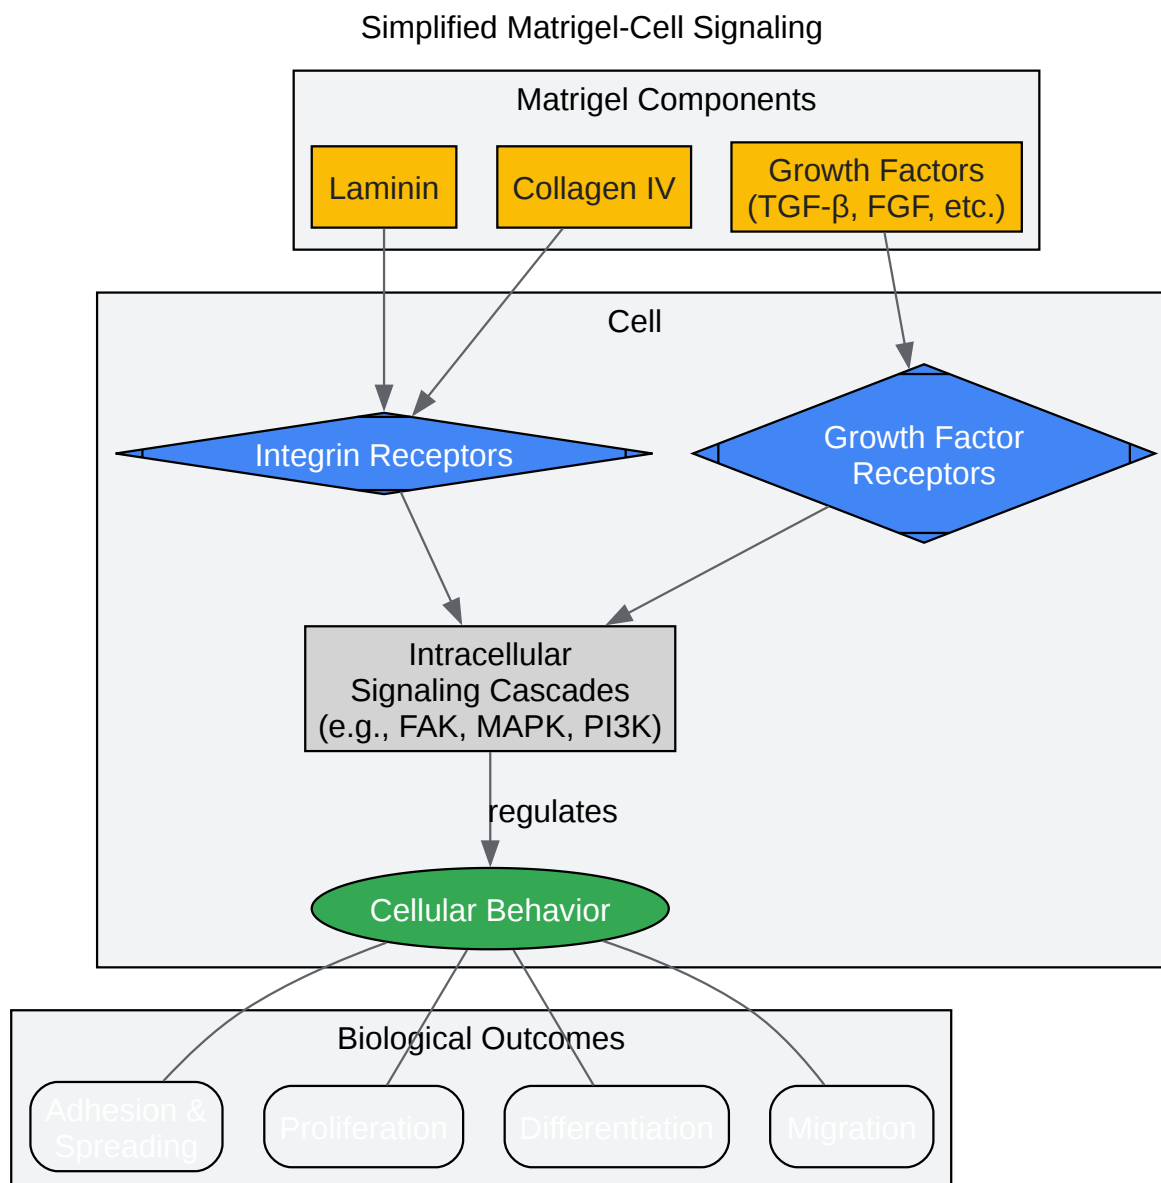 Simplified Matrigel-Cell Signaling
Matrigel Components
Laminin
Collagen IV
Growth Factors
(TGF-β, FGF, etc.)
Cell
Integrin Receptors
Growth Factor
Receptors
Intracellular
Signaling Cascades
(e.g., FAK, MAPK, PI3K)
regulates
Cellular Behavior
Biological Outcomes
Adhesion &
Spreading
Proliferation
Differentiation
Migration